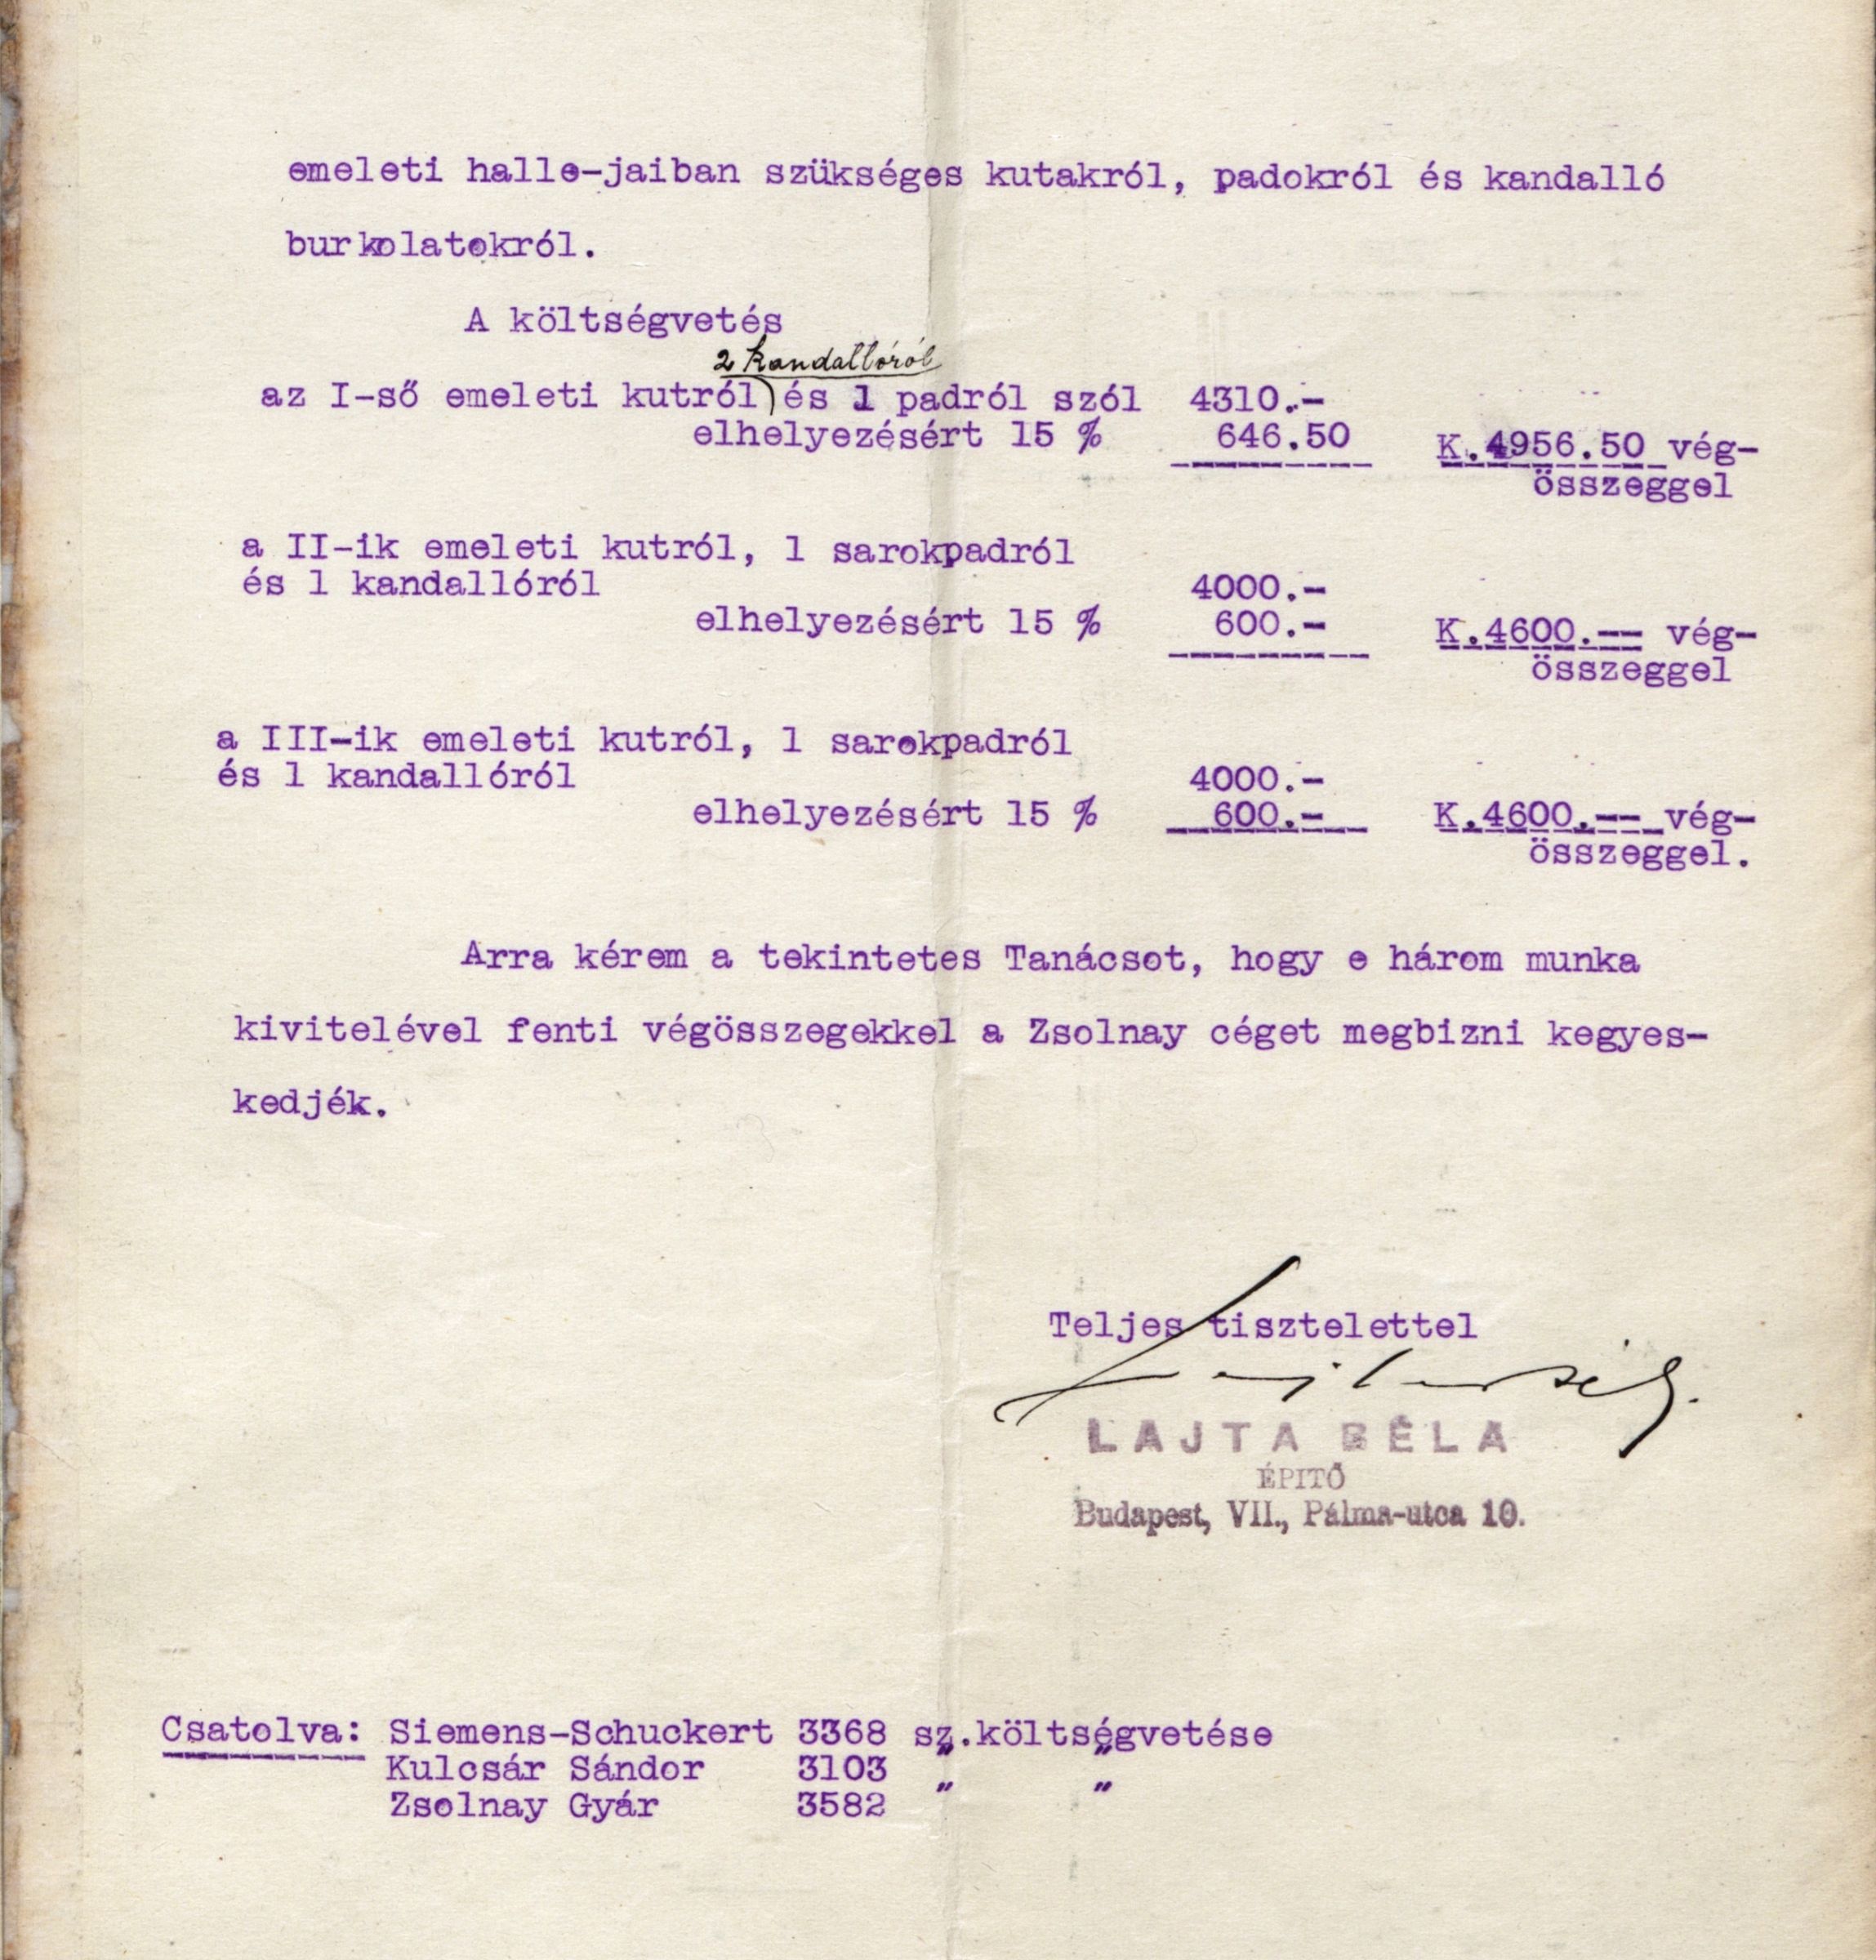 emeleti halle-jaiban szükséges kutakról, padokról és kandalló
burkolatokról.
A költségvetés
2 kandallóról
az I-ső emeleti kutról) és 1 padról szól 4310.-
elhelyezésért 15 % 646.50 K.4956.50 vég-
összeggel
a II-ik emeleti kutról, 1 sarokpadról
és 1 kandallóról 4000.-
elhelyezésért 15 % 600.- K.4600.-- vég-
összeggel
a III-ik emeleti kutról, 1 sarokpadról
és 1 kandallóról 4000.-
elhelyezésért 15 % 600.- K.4600.-- vég-
összeggel.
Arra kérem a tekintetes Tanácsot, hogy e három munka
kivitelével fenti végösszegekkel a Zsolnay céget megbizni kegyes-
kedjék.
Teljes tisztelettel
Lajta Béla
LAJTA BÉLA
ÉPITŐ
Budapest, VII., Pálma-utca 10.
Csatolva: Siemens-Schuckert 3368 sz.költségvetése
Kulcsár Sándor 3103 " "
Zsolnay Gyár 3582 " "